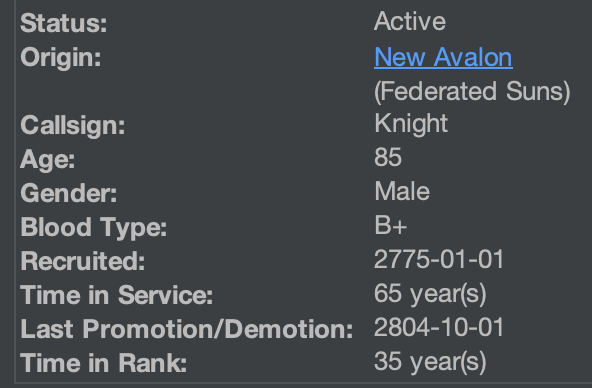 Status: Active
Origin: New Avalon
(Federated Suns)
Callsign: Knight
Age: 85
Gender: Male
Blood Type: B+
Recruited: 2775-01-01
Time in Service: 65 year(s)
Last Promotion/Demotion: 2804-10-01
Time in Rank: 35 year(s)